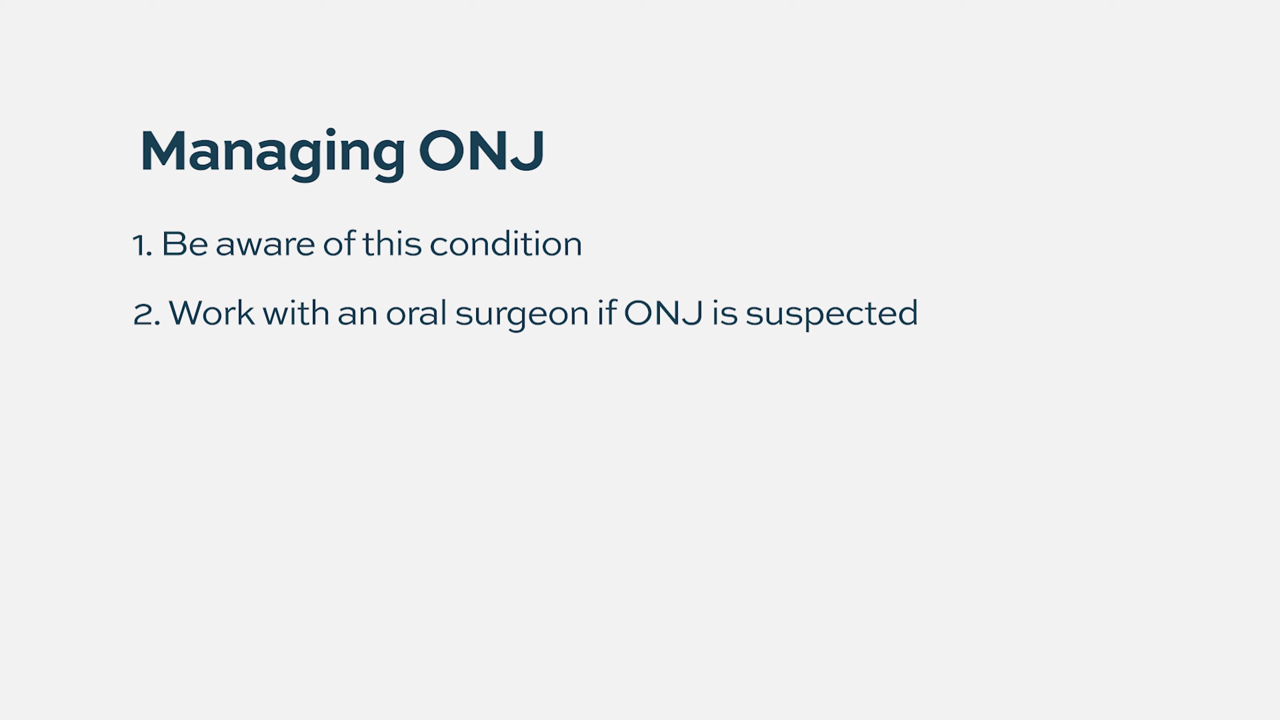 Managing ONJ
1. Be aware of this condition
2. Work with an oral surgeon if ONJ is suspected